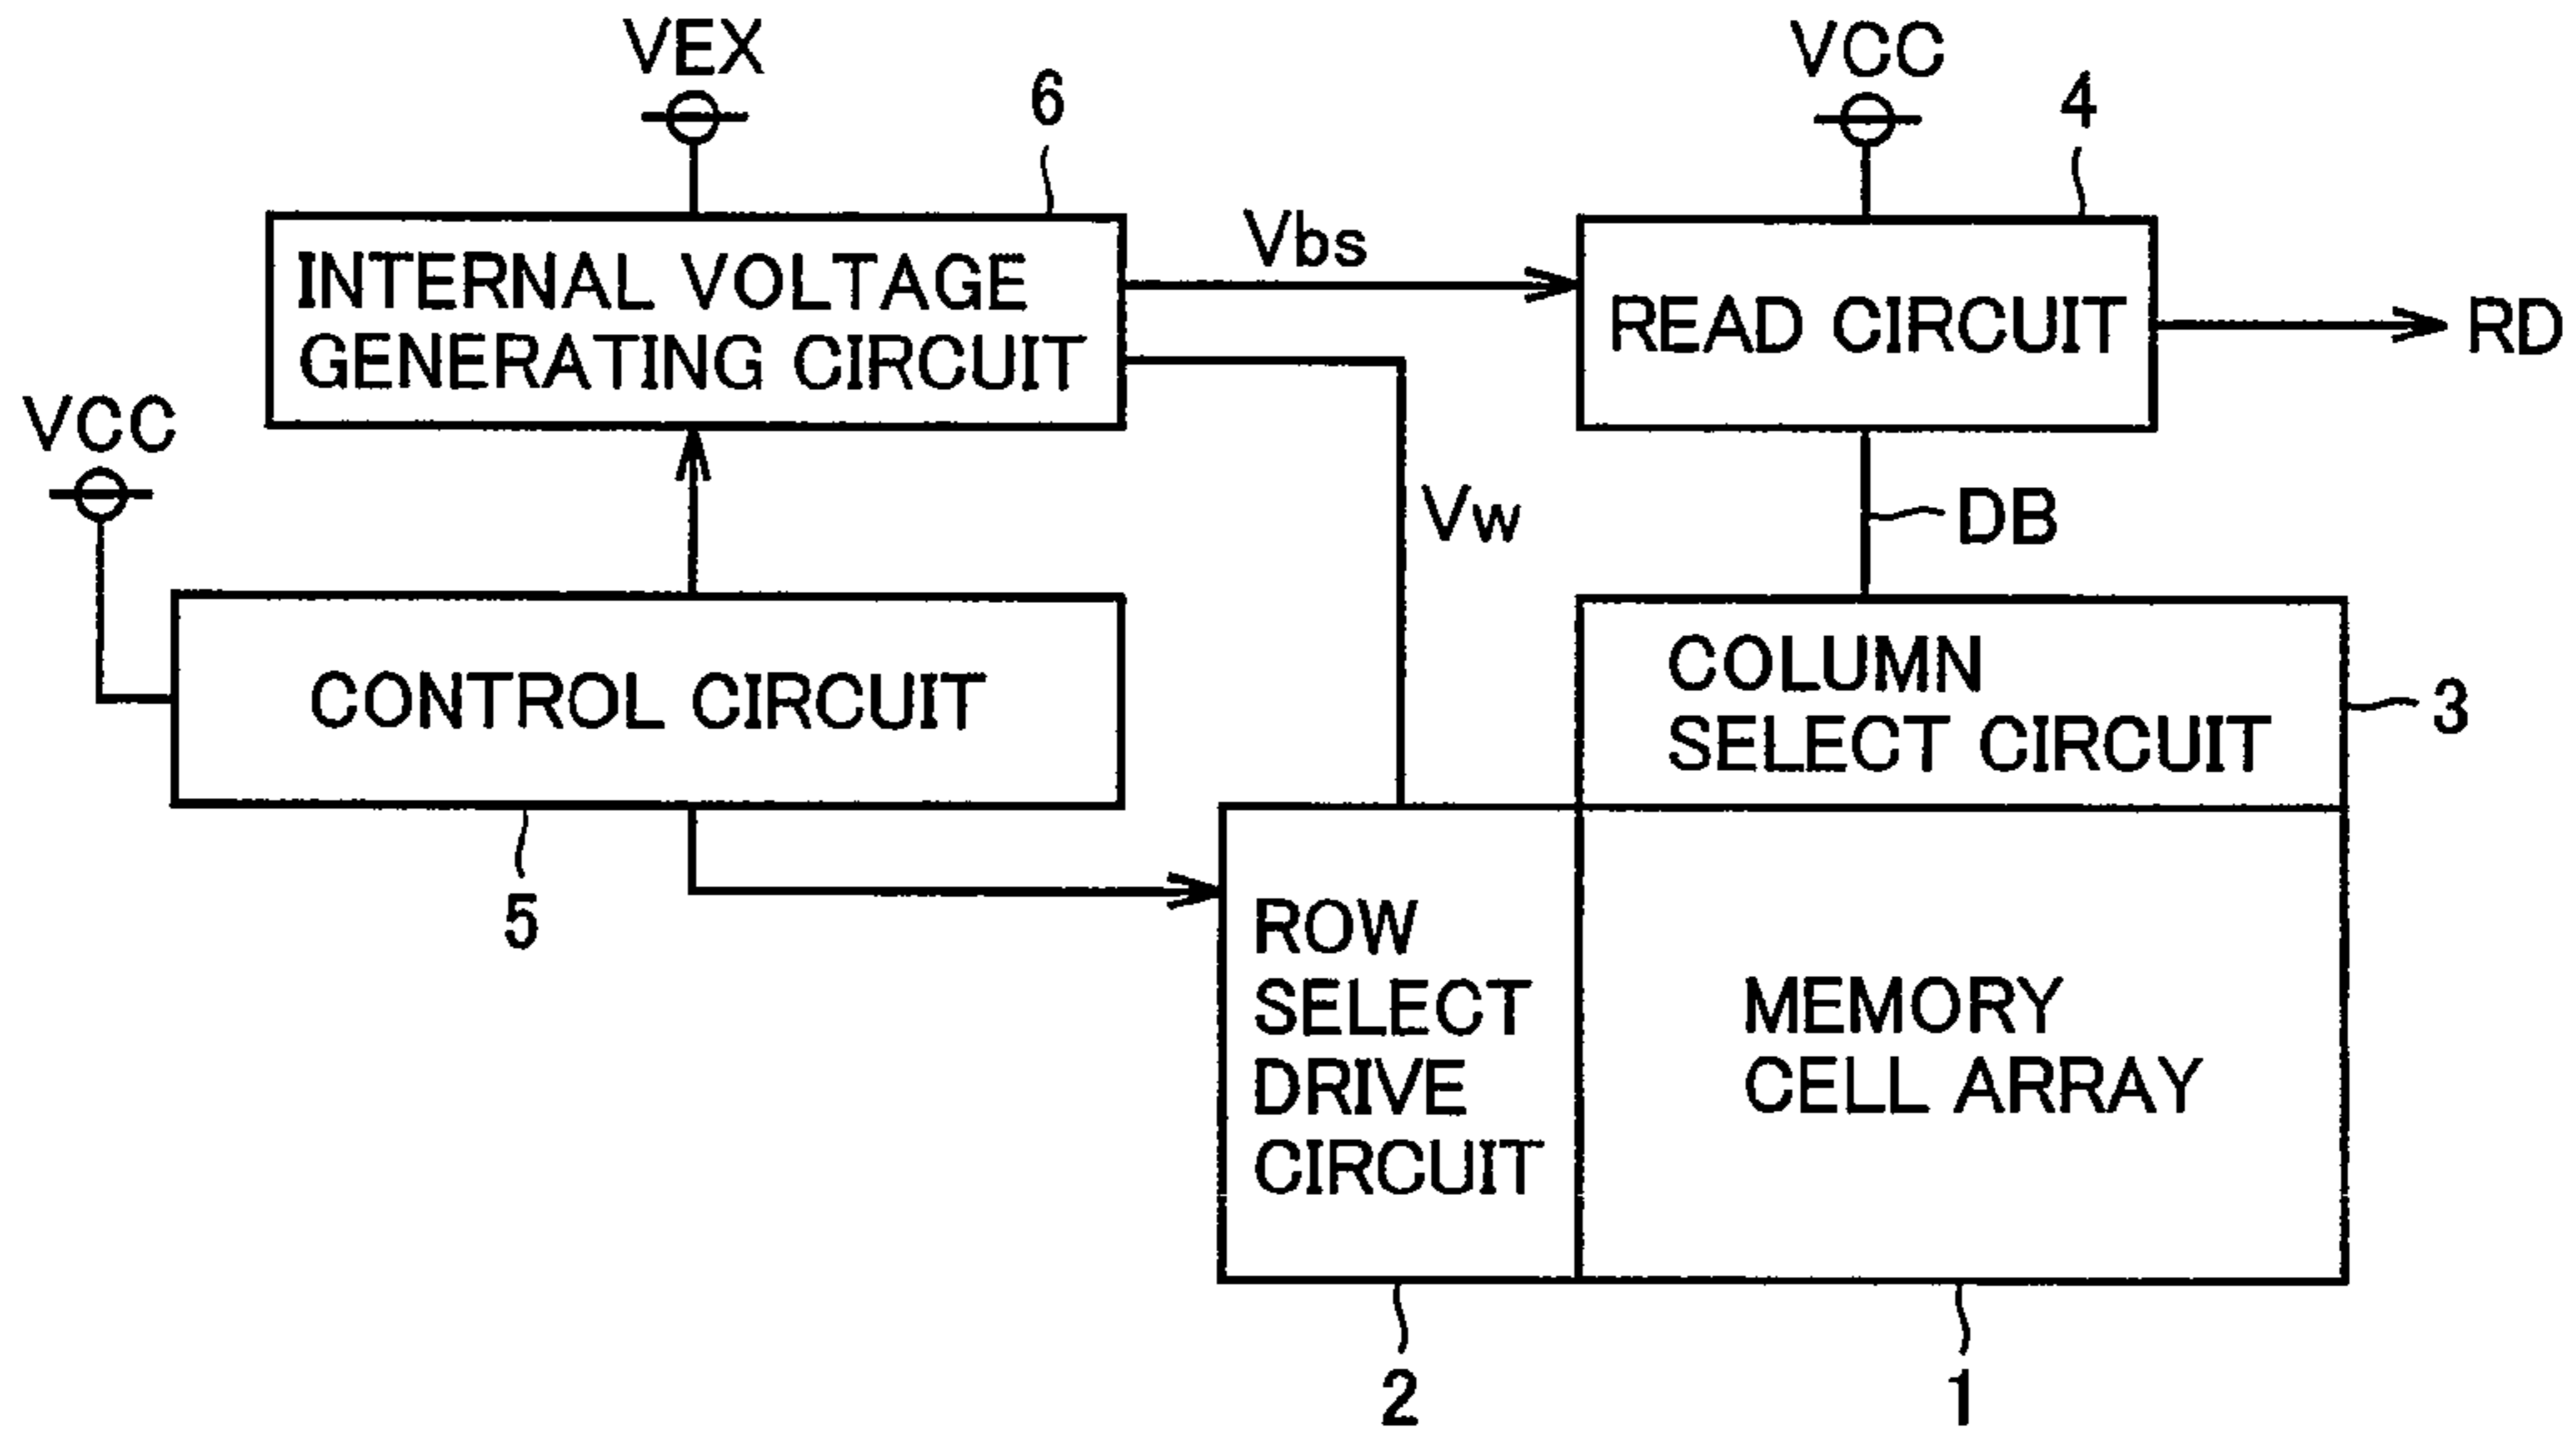 VEX
6
VCC
4
INTERNAL VOLTAGE
GENERATING CIRCUIT
Vbs
READ CIRCUIT
RD
VCC
Vw
DB
CONTROL CIRCUIT
5
COLUMN
SELECT CIRCUIT
3
ROW
SELECT
DRIVE
CIRCUIT
MEMORY
CELL ARRAY
2
1